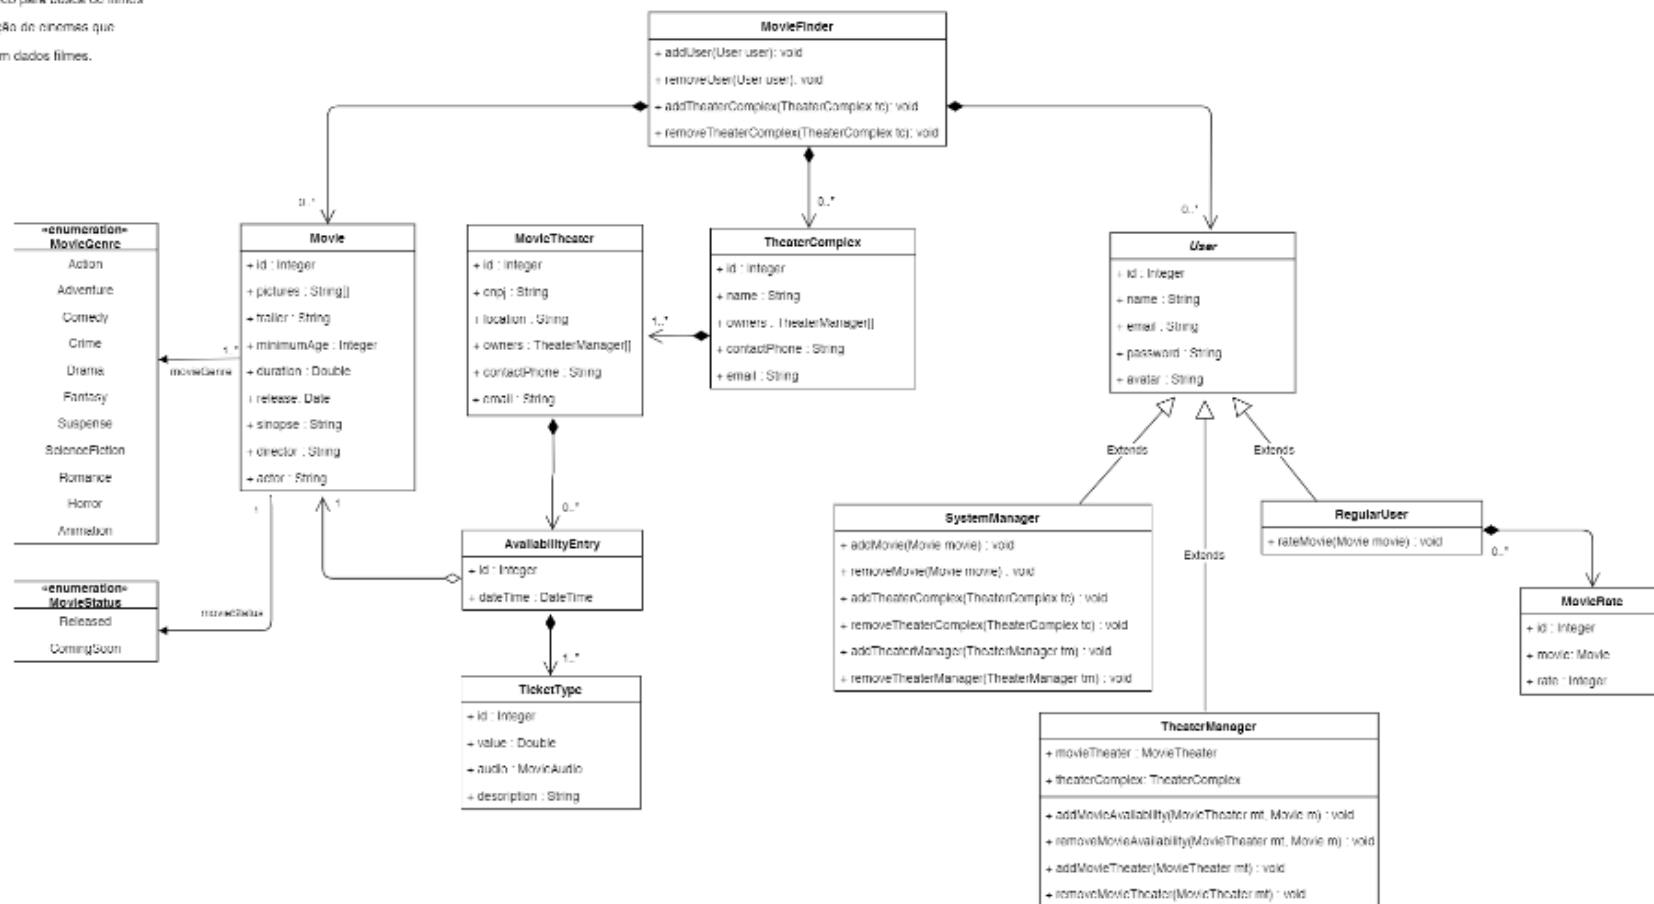 para busca de filmes
de cinemas que
dados filmes.
MovieFinder
+ addUser(User user): void
+ removeUser(User user): void
+ addTheaterComplex(TheaterComplex tc): void
+ removeTheaterComplex(TheaterComplex tc): void
0..*
0..*
0..*
«enumeration»
MovieGenre
Action
Adventure
Comedy
Crime
Drama
Fantasy
Suspense
ScienceFiction
Romance
Horror
Animation
1..*
movieGenre
Movie
+ id : Integer
+ pictures : String[]
+ trailer : String
+ minimumAge : Integer
+ duration : Double
+ release: Date
+ sinopse : String
+ director : String
+ actor : String
1
1
«enumeration»
MovieStatus
Released
ComingSoon
movieStatus
MovieTheater
+ id : Integer
+ cnpj : String
+ location : String
+ owners : TheaterManager[]
+ contactPhone : String
+ email : String
1..*
TheaterComplex
+ id : Integer
+ name : String
+ owners : TheaterManager[]
+ contactPhone : String
+ email : String
0..*
AvailabilityEntry
+ id : Integer
+ dateTime : DateTime
1..*
TicketType
+ id : Integer
+ value : Double
+ audio : MovieAudio
+ description : String
User
+ id : Integer
+ name : String
+ email : String
+ password : String
+ avatar : String
Extends
Extends
Extends
SystemManager
+ addMovie(Movie movie) : void
+ removeMovie(Movie movie) : void
+ addTheaterComplex(TheaterComplex tc) : void
+ removeTheaterComplex(TheaterComplex tc) : void
+ addTheaterManager(TheaterManager tm) : void
+ removeTheaterManager(TheaterManager tm) : void
RegularUser
+ rateMovie(Movie movie) : void
0..*
MovieRate
+ id : Integer
+ movie: Movie
+ rate : Integer
TheaterManager
+ movieTheater : MovieTheater
+ theaterComplex: TheaterComplex
+ addMovieAvailability(MovieTheater mt, Movie m) : void
+ removeMovieAvailability(MovieTheater mt, Movie m) : void
+ addMovieTheater(MovieTheater mt) : void
+ removeMovieTheater(MovieTheater mt) : void